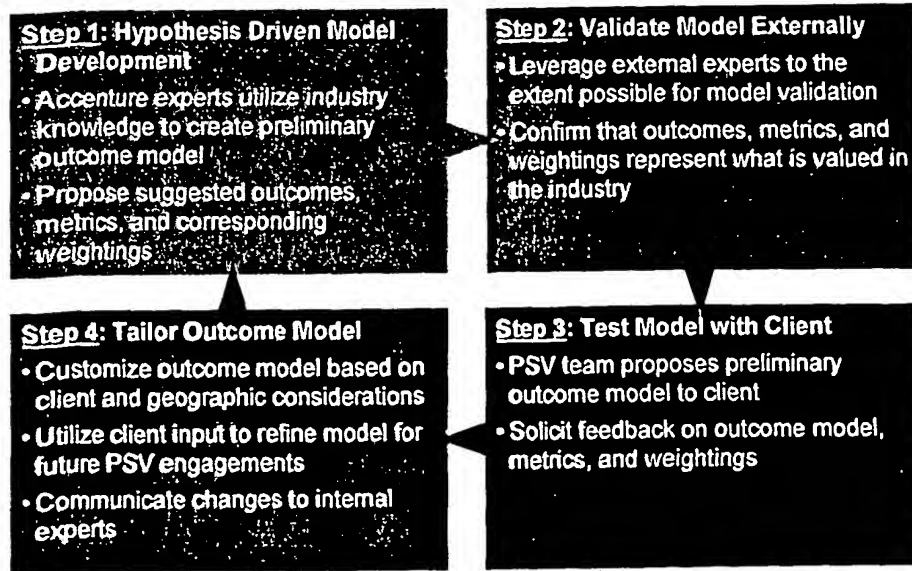 Step 1: Hypothesis Driven Model
Development
• Accenture experts utilize industry
knowledge to create preliminary
outcome model
• Propose suggested outcomes,
metrics, and corresponding
weightings
Step 2: Validate Model Externally
• Leverage external experts to the
extent possible for model validation
• Confirm that outcomes, metrics, and
weightings represent what is valued in
the industry
Step 3: Test Model with Client
• PSV team proposes preliminary
outcome model to client
• Solicit feedback on outcome model,
metrics, and weightings
Step 4: Tailor Outcome Model
• Customize outcome model based on
client and geographic considerations
• Utilize client input to refine model for
future PSV engagements
• Communicate changes to internal
experts